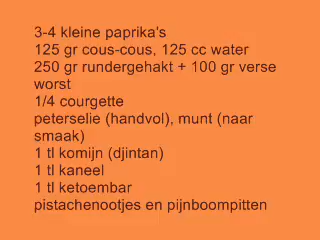 3-4 kleine paprika's
125 gr cous-cous, 125 cc water
250 gr rundergehakt + 100 gr verse
worst
1/4 courgette
peterselie (handvol), munt (naar
smaak)
1 tl komijn (djintan)
1 tl kaneel
1 tl ketoembar
pistachenootjes en pijnboompitten